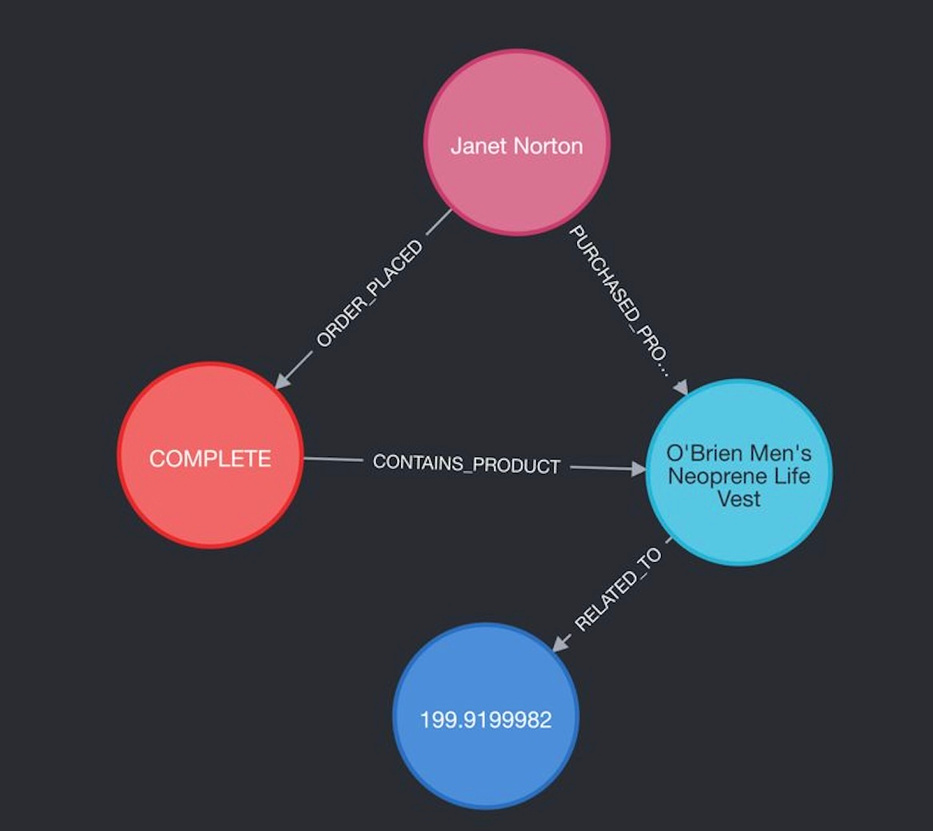 Janet Norton
ORDER_PLACED
PURCHASED_PRO...
COMPLETE
CONTAINS_PRODUCT
O'Brien Men's
Neoprene Life
Vest
RELATED_TO
199.9199982